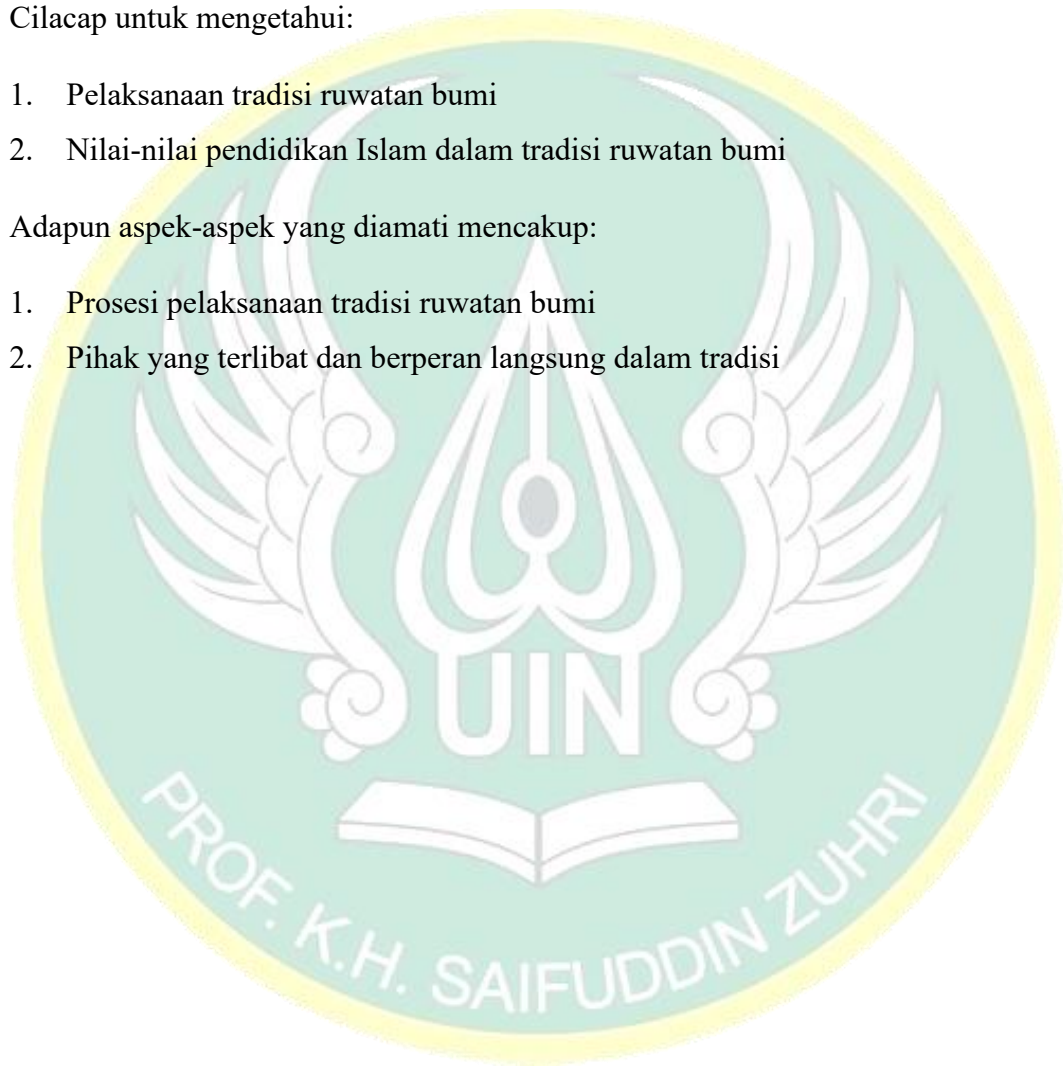 Cilacap untuk mengetahui:
1. Pelaksanaan tradisi ruwatan bumi
2. Nilai-nilai pendidikan Islam dalam tradisi ruwatan bumi
Adapun aspek-aspek yang diamati mencakup:
1. Prosesi pelaksanaan tradisi ruwatan bumi
2. Pihak yang terlibat dan berperan langsung dalam tradisi
UIN
PROF. K.H. SAIFUDDIN ZUHRI